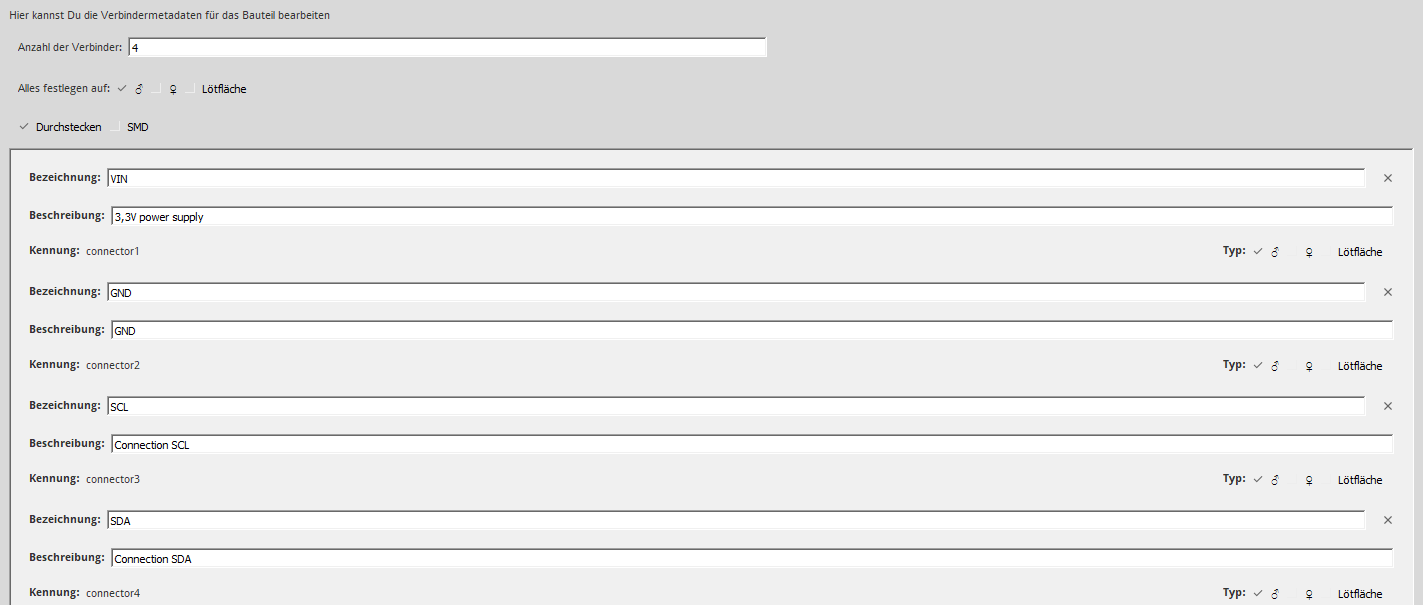 Hier kannst Du die Verbindermetadaten für das Bauteil bearbeiten
Anzahl der Verbinder: 4
Alles festlegen auf: ✓ ♂ ♀ Lötfläche
✓ Durchstecken SMD
Bezeichnung: VIN ×
Beschreibung: 3,3V power supply
Kennung: connector1 Typ: ✓ ♂ ♀ Lötfläche
Bezeichnung: GND ×
Beschreibung: GND
Kennung: connector2 Typ: ✓ ♂ ♀ Lötfläche
Bezeichnung: SCL ×
Beschreibung: Connection SCL
Kennung: connector3 Typ: ✓ ♂ ♀ Lötfläche
Bezeichnung: SDA ×
Beschreibung: Connection SDA
Kennung: connector4 Typ: ✓ ♂ ♀ Lötfläche